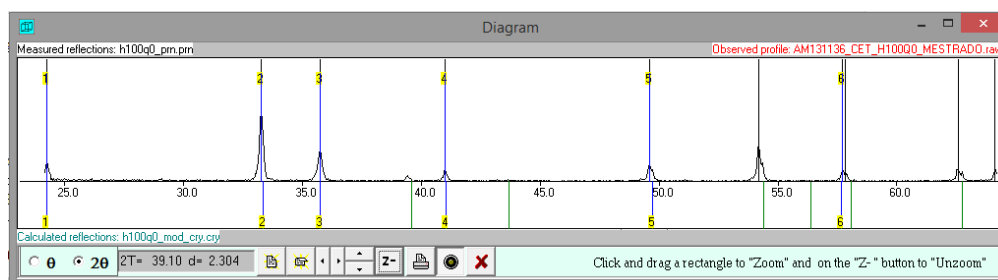 Diagram
Measured reflections: h100q0_prn.prn
Observed profile: AM131136_CET_H100Q0_MESTRADO.raw
1 2 3 4 5 6
25.0 30.0 35.0 40.0 45.0 50.0 55.0 60.0
1 2 3 4 5 6
Calculated reflections: h100q0_mod_cry.cry
θ 2θ 2T= 39.10 d= 2.304 z- Click and drag a rectangle to "Zoom" and on the "Z-" button to "Unzoom"